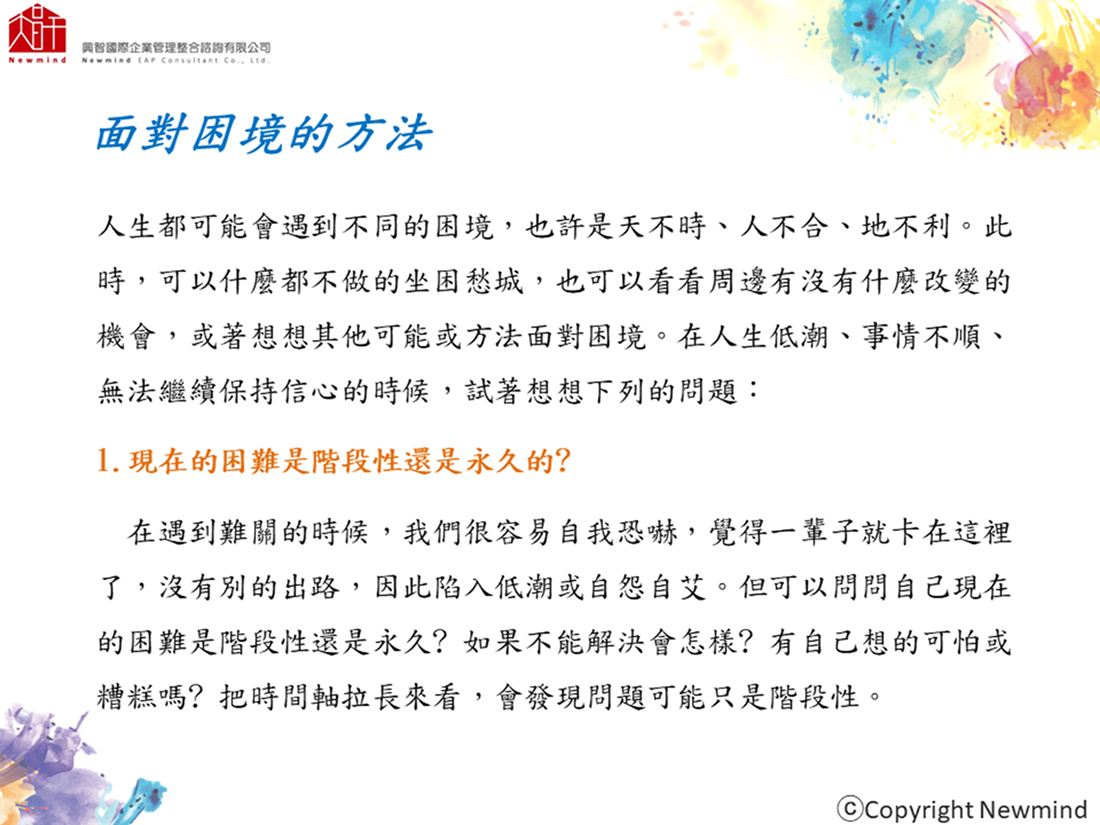 Newmind
興智國際企業管理整合諮詢有限公司
Newmind EAP Consultant Co., Ltd.
面對困境的方法
人生都可能會遇到不同的困境，也許是天不時、人不合、地不利。此
時，可以什麼都不做的坐困愁城，也可以看看周邊有沒有什麼改變的
機會，或著想想其他可能或方法面對困境。在人生低潮、事情不順、
無法繼續保持信心的時候，試著想想下列的問題：
1.現在的困難是階段性還是永久的?
在遇到難關的時候，我們很容易自我恐嚇，覺得一輩子就卡在這裡
了，沒有別的出路，因此陷入低潮或自怨自艾。但可以問問自己現在
的困難是階段性還是永久? 如果不能解決會怎樣? 有自己想的可怕或
糟糕嗎? 把時間軸拉長來看，會發現問題可能只是階段性。
ⓒCopyright Newmind